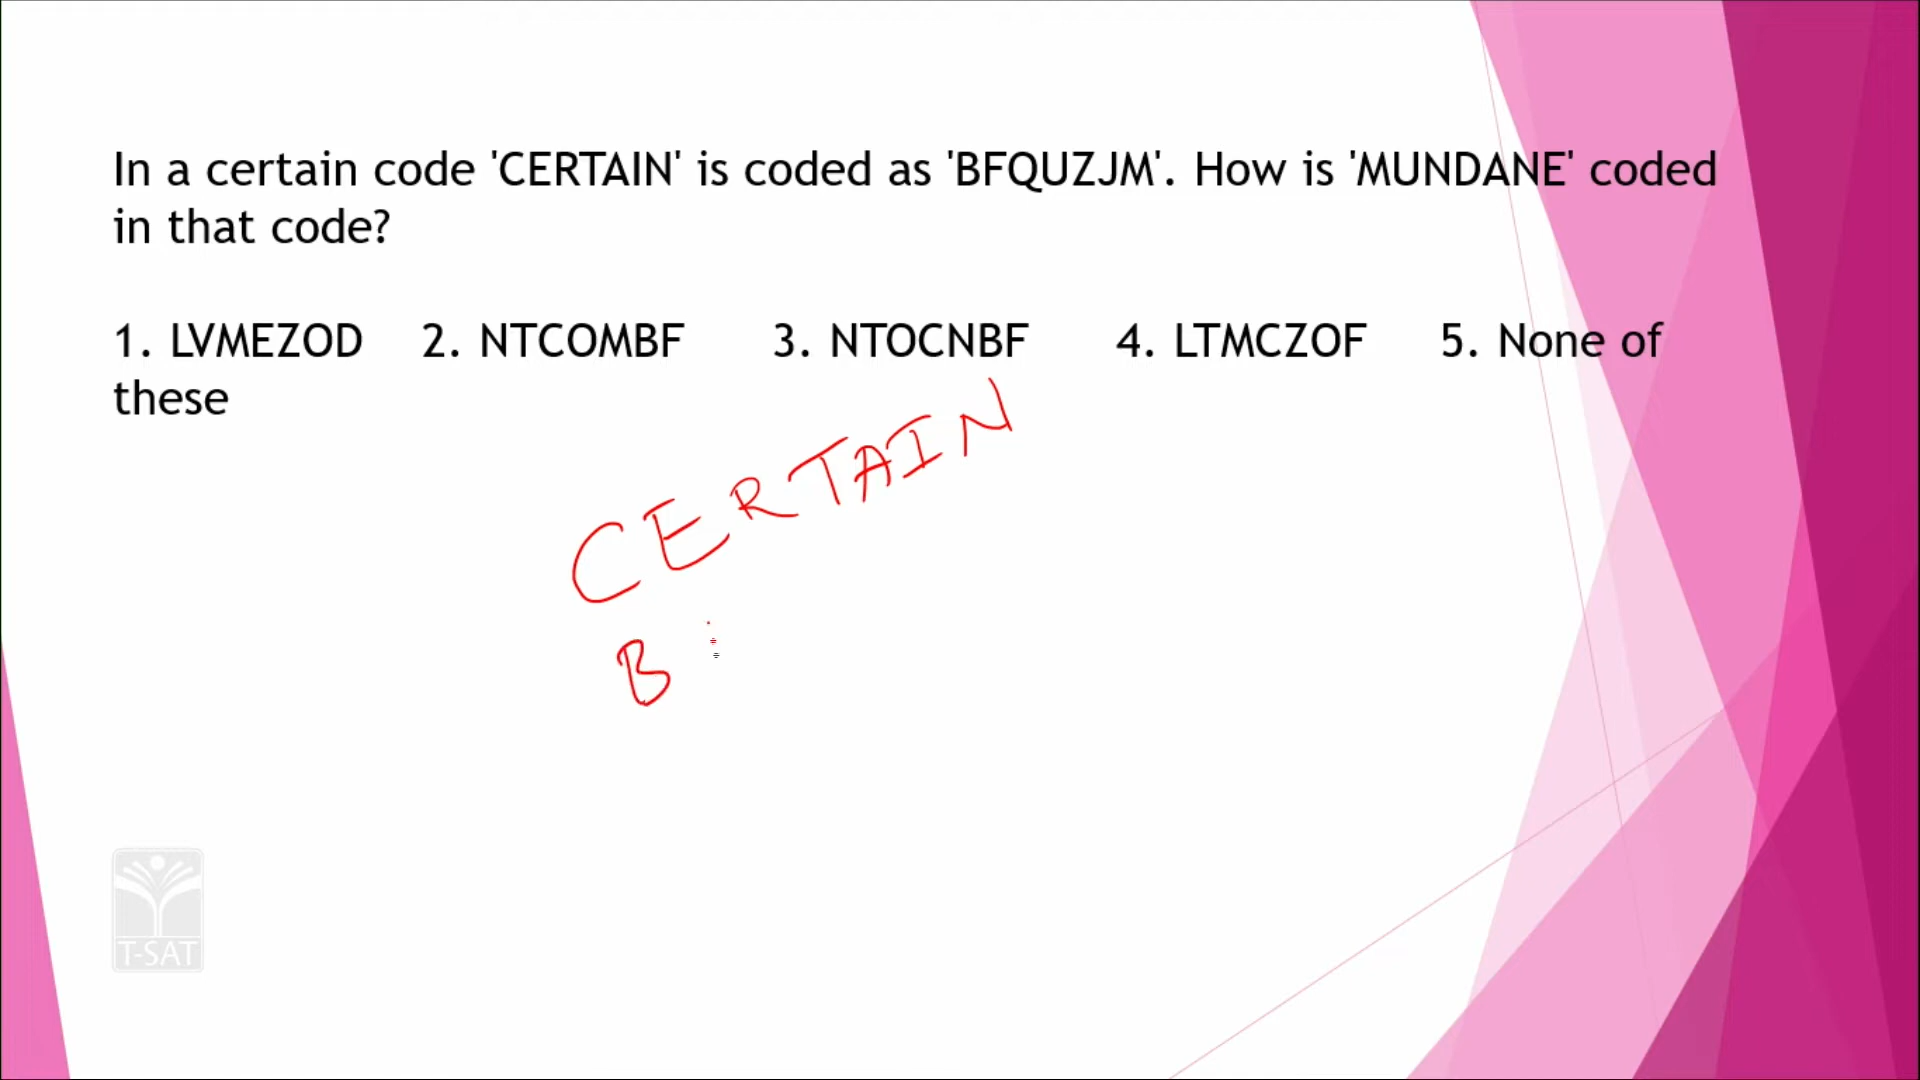 In a certain code 'CERTAIN' is coded as 'BFQUZJM'. How is 'MUNDANE' coded
in that code?
1. LVMEZOD 2. NTCOMBF 3. NTOCNBF 4. LTMCZOF 5. None of
these
CERTAIN
B
T-SAT